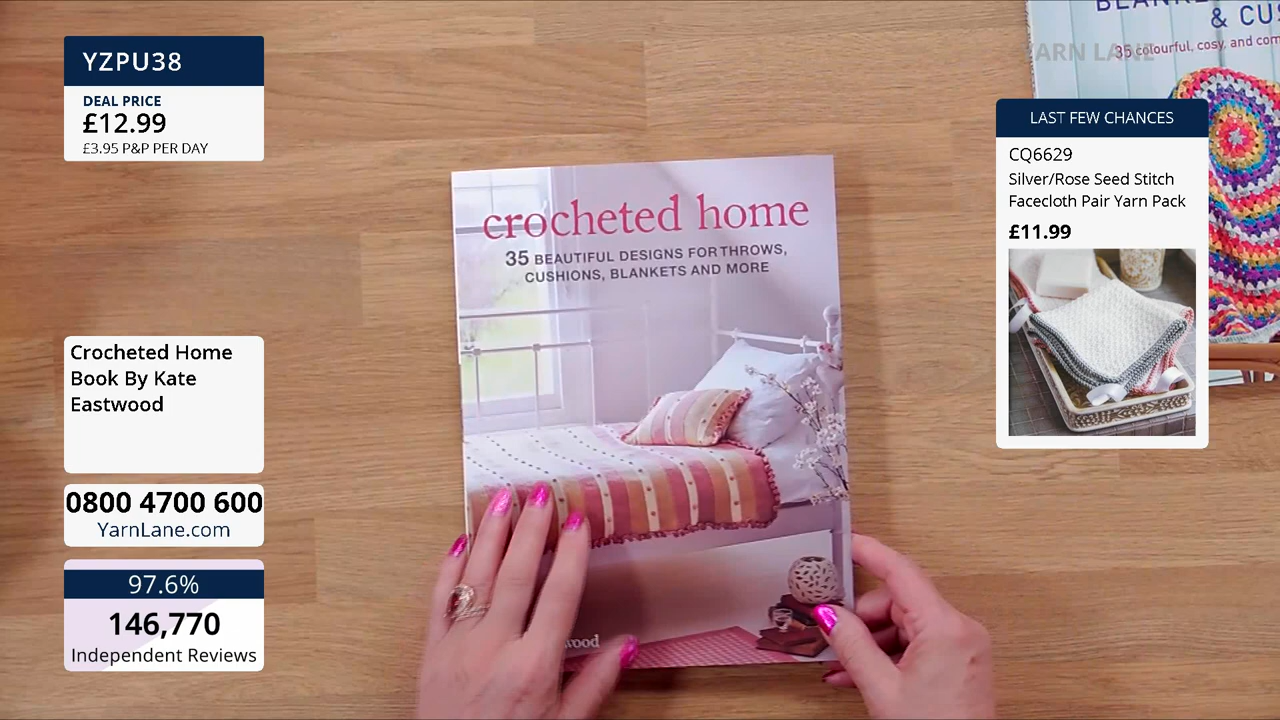 YZPU38
DEAL PRICE
£12.99
£3.95 P&P PER DAY
Crocheted Home
Book By Kate
Eastwood
0800 4700 600
YarnLane.com
97.6%
146,770
Independent Reviews
crocheted home
35 BEAUTIFUL DESIGNS FOR THROWS,
CUSHIONS, BLANKETS AND MORE
wood
& CU
35 colourful, cosy, and com
YARN LANE
LAST FEW CHANCES
CQ6629
Silver/Rose Seed Stitch
Facecloth Pair Yarn Pack
£11.99